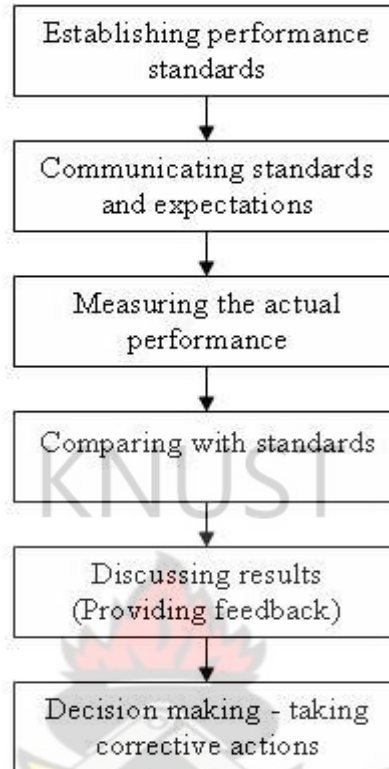 Establishing performance
standards
Communicating standards
and expectations
Measuring the actual
performance
Comparing with standards
KNUST
Discussing results
(Providing feedback)
Decision making - taking
corrective actions